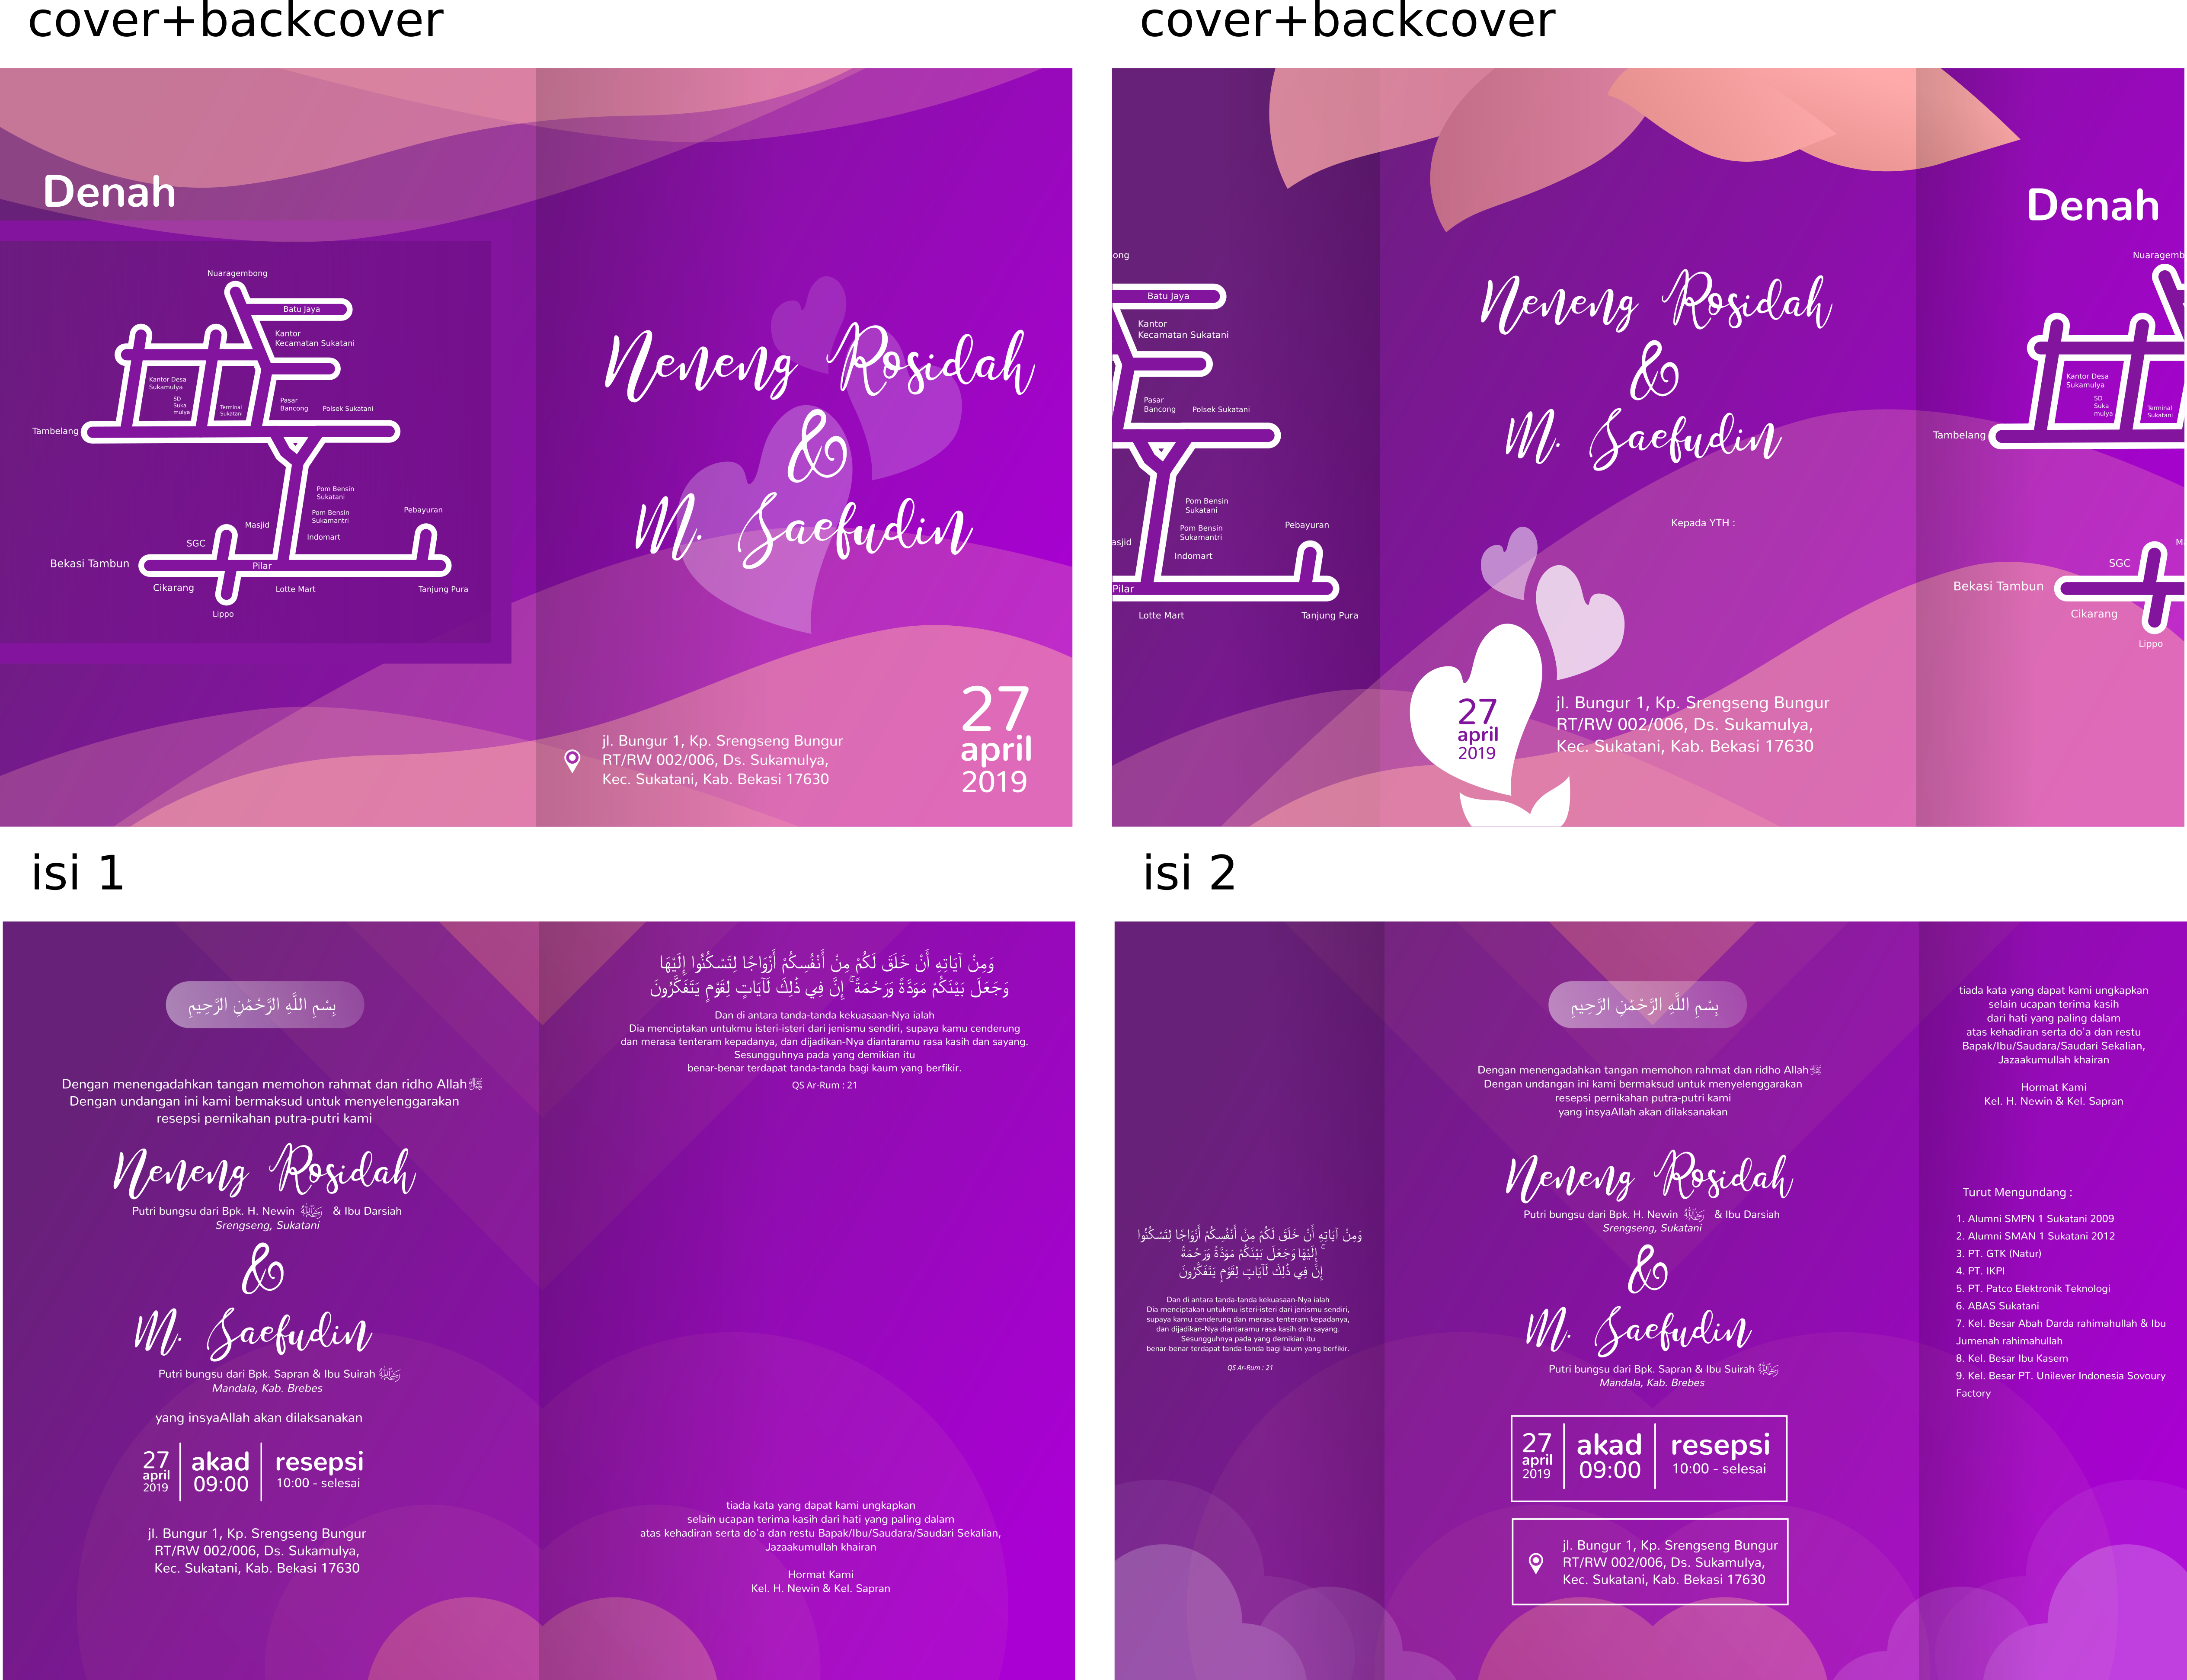 cover+backcover
Denah
Nuaragembong
Batu Jaya
Kantor
Kecamatan Sukatani
Kantor Desa
Sukamulya
SD
Suka
mulya
Terminal
Sukatani
Pasar
Bancong
Polsek Sukatani
Tambelang
Pom Bensin
Sukatani
Pom Bensin
Sukamantri
Pebayuran
Masjid
SGC
Indomart
Bekasi Tambun
Pilar
Cikarang
Lotte Mart
Tanjung Pura
Lippo
Neneng Rosidah
&
M. Saefudin
jl. Bungur 1, Kp. Srengseng Bungur
RT/RW 002/006, Ds. Sukamulya,
Kec. Sukatani, Kab. Bekasi 17630
27
april
2019
cover+backcover
ong
Batu Jaya
Kantor
Kecamatan Sukatani
Pasar
Bancong
Polsek Sukatani
Pom Bensin
Sukatani
Pom Bensin
Sukamantri
Pebayuran
asjid
Indomart
Pilar
Lotte Mart
Tanjung Pura
Neneng Rosidah
&
M. Saefudin
Kepada YTH :
27
april
2019
jl. Bungur 1, Kp. Srengseng Bungur
RT/RW 002/006, Ds. Sukamulya,
Kec. Sukatani, Kab. Bekasi 17630
Denah
Nuaragemb
Kantor Desa
Sukamulya
SD
Suka
mulya
Terminal
Sukatani
Tambelang
Ma
SGC
Bekasi Tambun
Cikarang
Lippo
isi 1
بِسْمِ اللَّهِ الرَّحْمَٰنِ الرَّحِيمِ
Dengan menengadahkan tangan memohon rahmat dan ridho Allah ﷻ
Dengan undangan ini kami bermaksud untuk menyelenggarakan
resepsi pernikahan putra-putri kami
Neneng Rosidah
Putri bungsu dari Bpk. H. Newin & Ibu Darsiah
Srengseng, Sukatani
&
M. Saefudin
Putri bungsu dari Bpk. Sapran & Ibu Suirah
Mandala, Kab. Brebes
yang insyaAllah akan dilaksanakan
27
april
2019
akad
09:00
resepsi
10:00 - selesai
jl. Bungur 1, Kp. Srengseng Bungur
RT/RW 002/006, Ds. Sukamulya,
Kec. Sukatani, Kab. Bekasi 17630
وَمِنْ آيَاتِهِ أَنْ خَلَقَ لَكُمْ مِنْ أَنْفُسِكُمْ أَزْوَاجًا لِتَسْكُنُوا إِلَيْهَا
وَجَعَلَ بَيْنَكُمْ مَوَدَّةً وَرَحْمَةً ۚ إِنَّ فِي ذَٰلِكَ لَآيَاتٍ لِقَوْمٍ يَتَفَكَّرُونَ
Dan di antara tanda-tanda kekuasaan-Nya ialah
Dia menciptakan untukmu isteri-isteri dari jenismu sendiri, supaya kamu cenderung
dan merasa tenteram kepadanya, dan dijadikan-Nya diantaramu rasa kasih dan sayang.
Sesungguhnya pada yang demikian itu
benar-benar terdapat tanda-tanda bagi kaum yang berfikir.
QS Ar-Rum : 21
tiada kata yang dapat kami ungkapkan
selain ucapan terima kasih dari hati yang paling dalam
atas kehadiran serta do'a dan restu Bapak/Ibu/Saudara/Saudari Sekalian,
Jazaakumullah khairan
Hormat Kami
Kel. H. Newin & Kel. Sapran
isi 2
وَمِنْ آيَاتِهِ أَنْ خَلَقَ لَكُمْ مِنْ أَنْفُسِكُمْ أَزْوَاجًا لِتَسْكُنُوا
إِلَيْهَا وَجَعَلَ بَيْنَكُمْ مَوَدَّةً وَرَحْمَةً ۚ
إِنَّ فِي ذَٰلِكَ لَآيَاتٍ لِقَوْمٍ يَتَفَكَّرُونَ
Dan di antara tanda-tanda kekuasaan-Nya ialah
Dia menciptakan untukmu isteri-isteri dari jenismu sendiri,
supaya kamu cenderung dan merasa tenteram kepadanya,
dan dijadikan-Nya diantaramu rasa kasih dan sayang.
Sesungguhnya pada yang demikian itu
benar-benar terdapat tanda-tanda bagi kaum yang berfikir.
QS Ar-Rum : 21
بِسْمِ اللَّهِ الرَّحْمَٰنِ الرَّحِيمِ
Dengan menengadahkan tangan memohon rahmat dan ridho Allah ﷻ
Dengan undangan ini kami bermaksud untuk menyelenggarakan
resepsi pernikahan putra-putri kami
yang insyaAllah akan dilaksanakan
Neneng Rosidah
Putri bungsu dari Bpk. H. Newin & Ibu Darsiah
Srengseng, Sukatani
&
M. Saefudin
Putri bungsu dari Bpk. Sapran & Ibu Suirah
Mandala, Kab. Brebes
27
april
2019
akad
09:00
resepsi
10:00 - selesai
jl. Bungur 1, Kp. Srengseng Bungur
RT/RW 002/006, Ds. Sukamulya,
Kec. Sukatani, Kab. Bekasi 17630
tiada kata yang dapat kami ungkapkan
selain ucapan terima kasih
dari hati yang paling dalam
atas kehadiran serta do'a dan restu
Bapak/Ibu/Saudara/Saudari Sekalian,
Jazaakumullah khairan
Hormat Kami
Kel. H. Newin & Kel. Sapran
Turut Mengundang :
1. Alumni SMPN 1 Sukatani 2009
2. Alumni SMAN 1 Sukatani 2012
3. PT. GTK (Natur)
4. PT. IKPI
5. PT. Patco Elektronik Teknologi
6. ABAS Sukatani
7. Kel. Besar Abah Darda rahimahullah & Ibu
Jumenah rahimahullah
8. Kel. Besar Ibu Kasem
9. Kel. Besar PT. Unilever Indonesia Sovoury
Factory